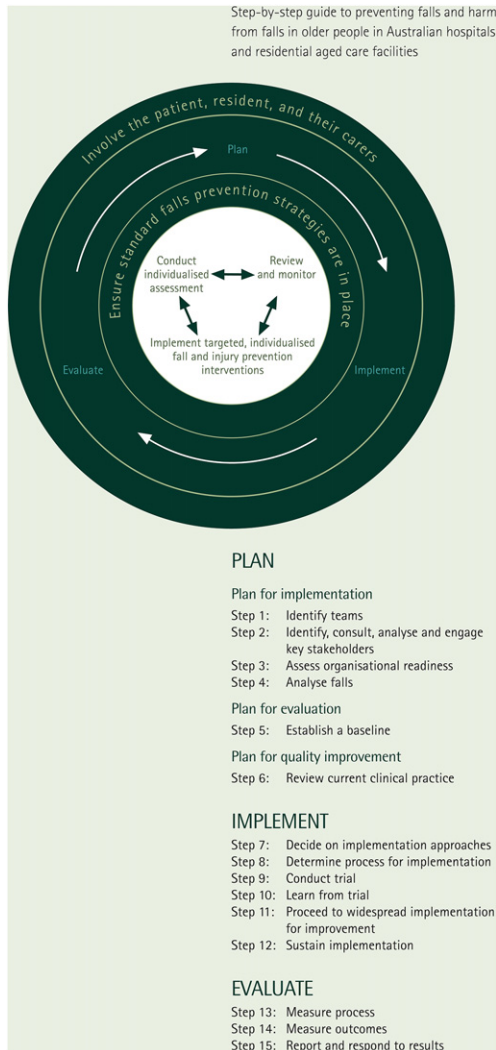 Step-by-step guide to preventing falls and harm
from falls in older people in Australian hospitals
and residential aged care facilities
Involve the patient, resident, and their carers
Plan
Ensure standard falls prevention strategies are in place
Conduct
individualised
assessment
Review
and monitor
Implement targeted, individualised
fall and injury prevention
interventions
Evaluate
Implement
PLAN
Plan for implementation
Step 1: Identify teams
Step 2: Identify, consult, analyse and engage
key stakeholders
Step 3: Assess organisational readiness
Step 4: Analyse falls
Plan for evaluation
Step 5: Establish a baseline
Plan for quality improvement
Step 6: Review current clinical practice
IMPLEMENT
Step 7: Decide on implementation approaches
Step 8: Determine process for implementation
Step 9: Conduct trial
Step 10: Learn from trial
Step 11: Proceed to widespread implementation
for improvement
Step 12: Sustain implementation
EVALUATE
Step 13: Measure process
Step 14: Measure outcomes
Step 15: Report and respond to results